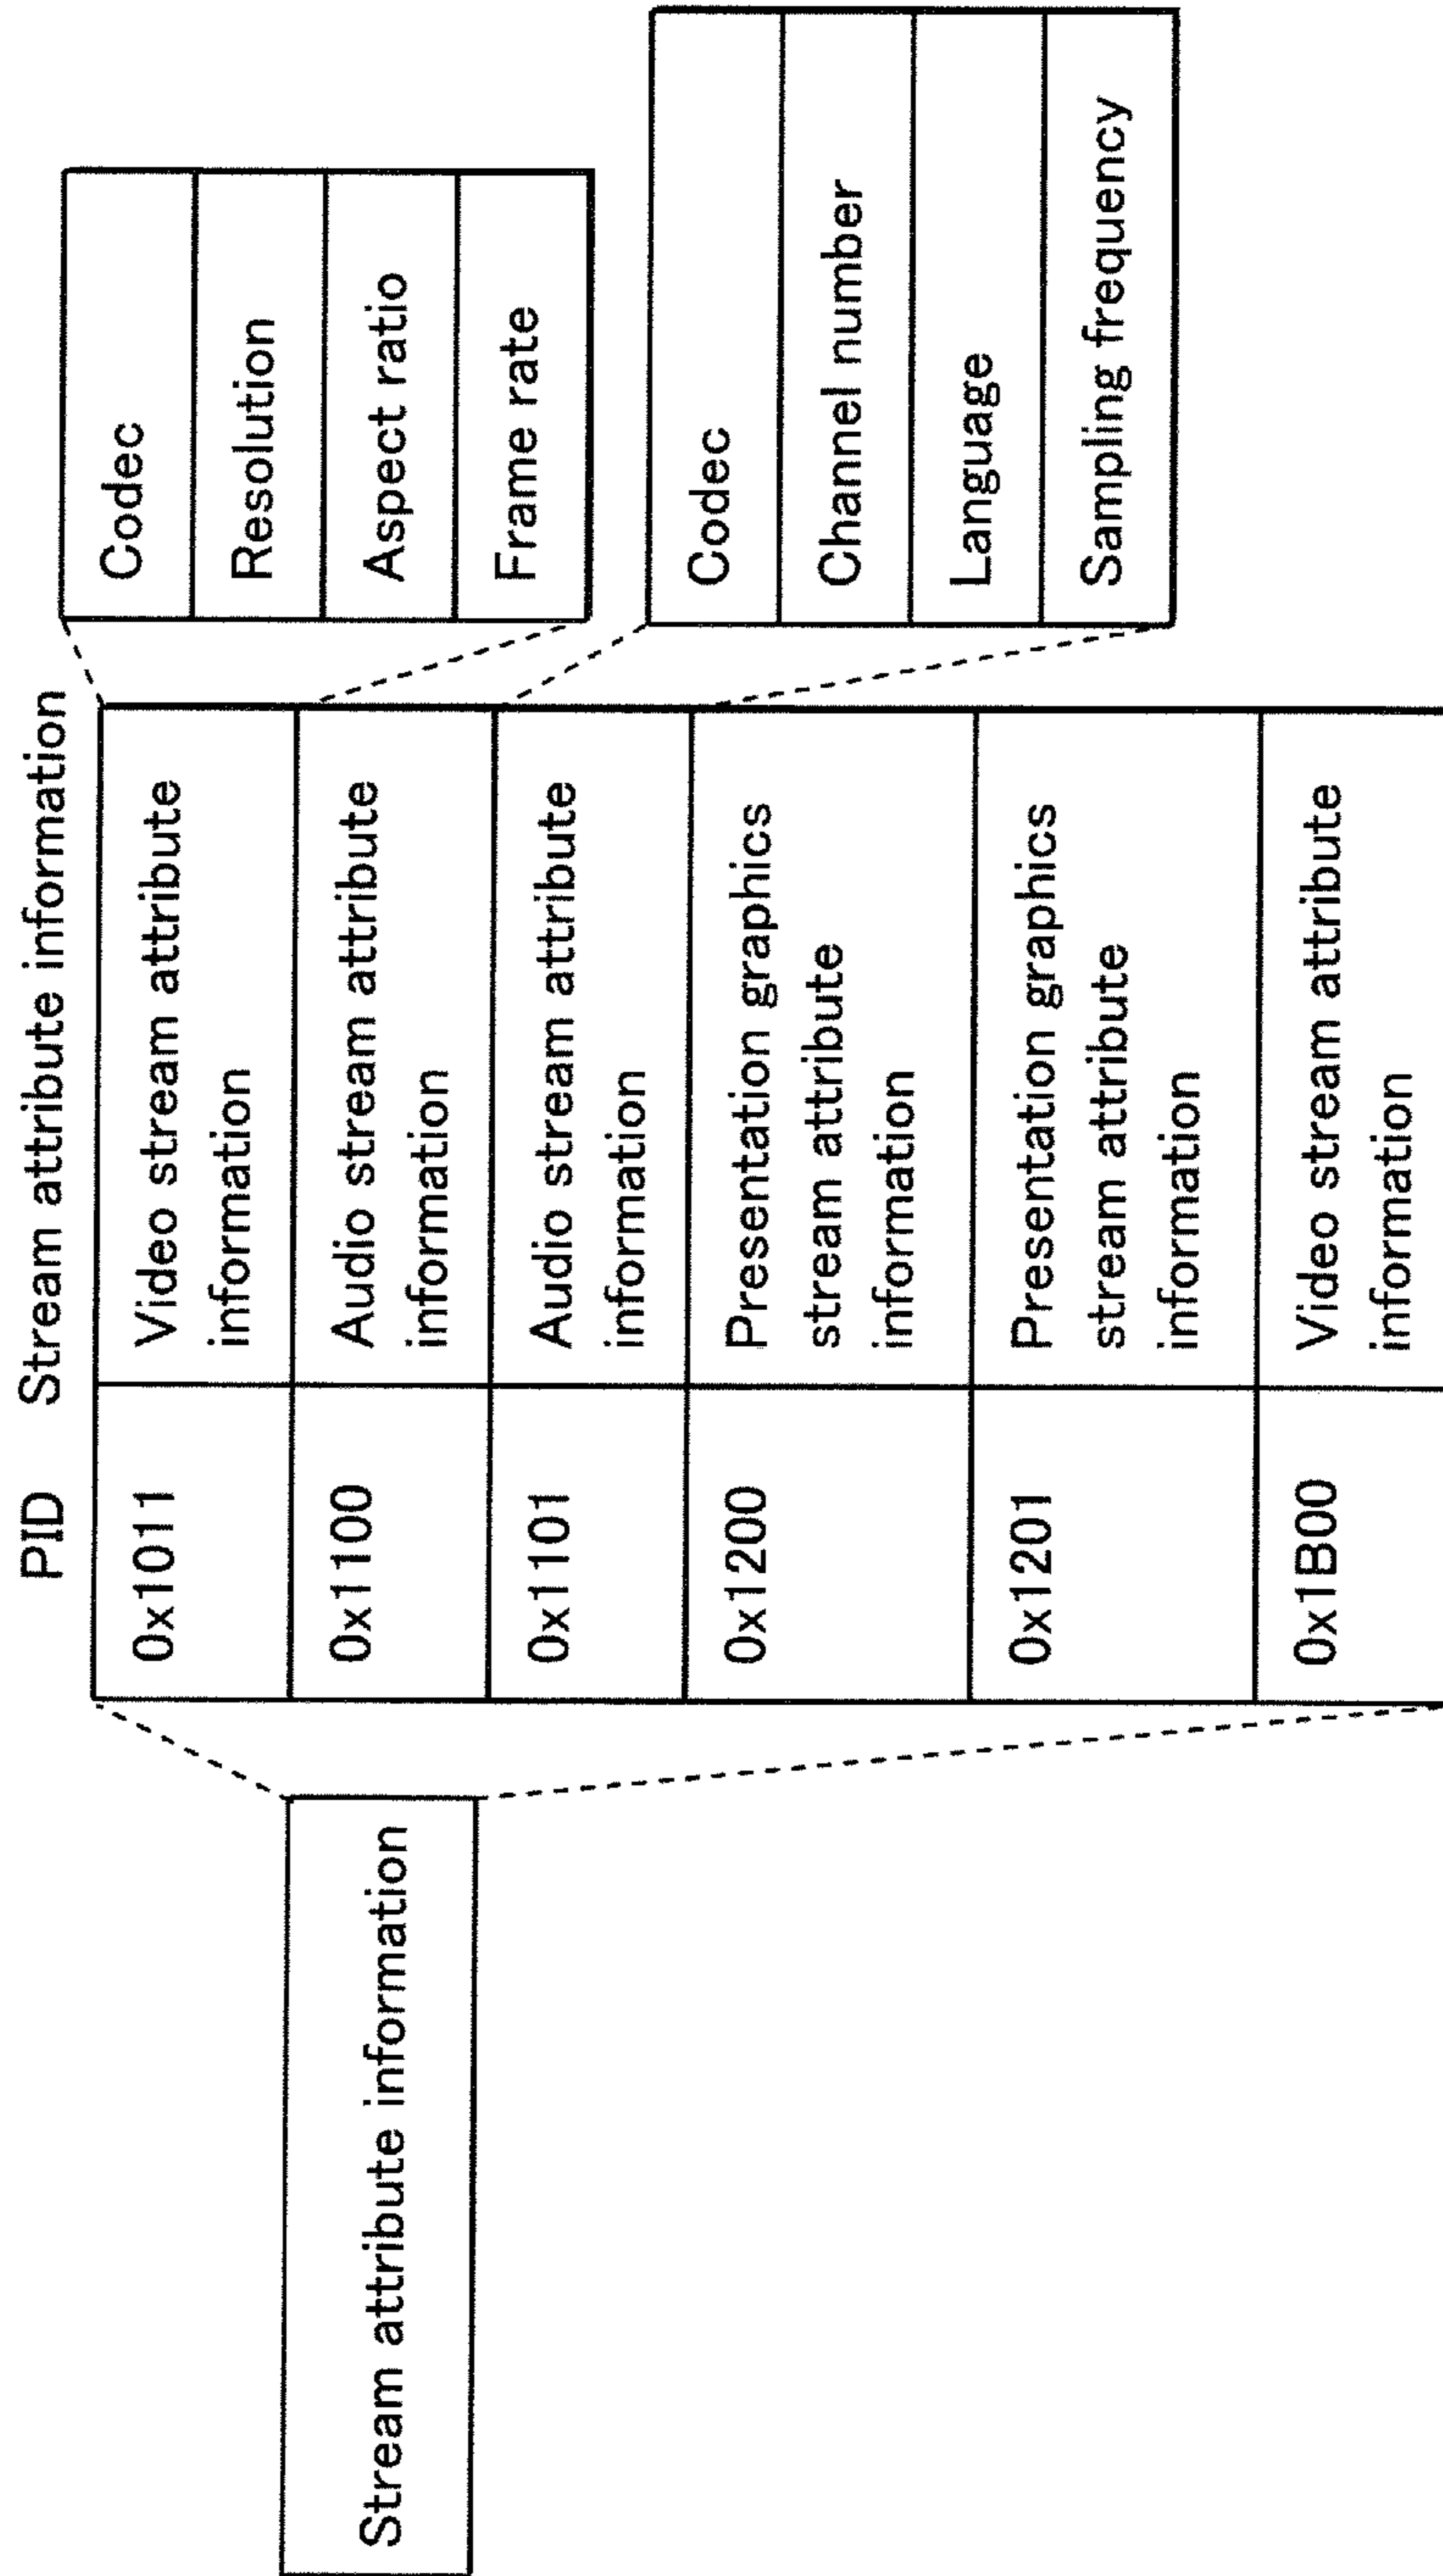 Stream attribute information
PID
Stream attribute information
0x1011
Video stream attribute
information
0x1100
Audio stream attribute
information
0x1101
Audio stream attribute
information
0x1200
Presentation graphics
stream attribute
information
0x1201
Presentation graphics
stream attribute
information
0x1B00
Video stream attribute
information
Codec
Resolution
Aspect ratio
Frame rate
Codec
Channel number
Language
Sampling frequency